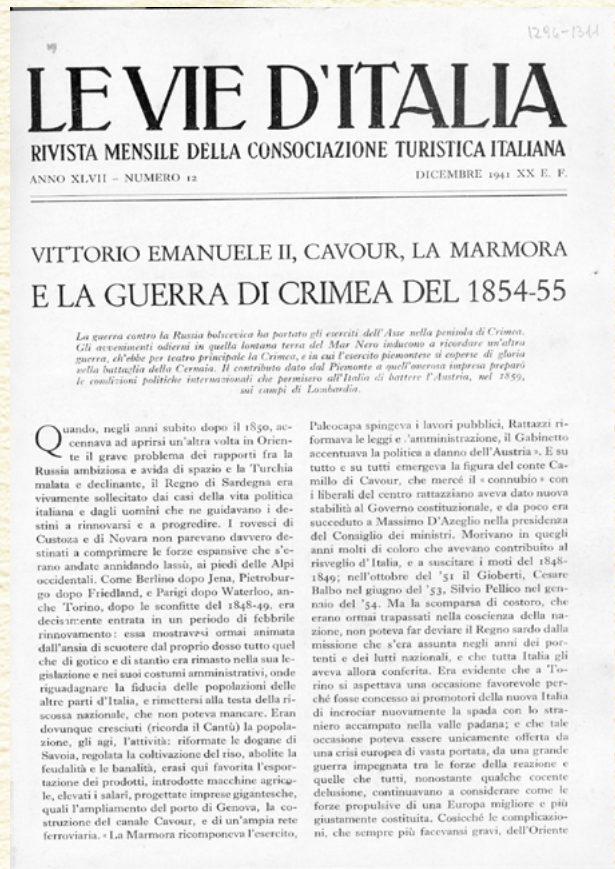 1294-1311
LE VIE D'ITALIA
RIVISTA MENSILE DELLA CONSOCIAZIONE TURISTICA ITALIANA
ANNO XLVII – NUMERO 12
DICEMBRE 1941 XX E. F.
VITTORIO EMANUELE II, CAVOUR, LA MARMORA
E LA GUERRA DI CRIMEA DEL 1854-55
La guerra contro la Russia bolscevica ha portato gli eserciti dell'Asse nella penisola di Crimea.
Gli avvenimenti odierni in quella lontana terra del Mar Nero inducono a ricordare un'altra
guerra, ch'ebbe per teatro principale la Crimea, e in cui l'esercito piemontese si coperse di gloria
nella battaglia della Cernaia. Il contributo dato dal Piemonte a quell'onerosa impresa preparò
le condizioni politiche internazionali che permisero all'Italia di battere l'Austria, nel 1859,
sui campi di Lombardia.
Quando, negli anni subito dopo il 1850, ac-
cennava ad aprirsi un'altra volta in Orien-
te il grave problema dei rapporti fra la
Russia ambiziosa e avida di spazio e la Turchia
malata e declinante, il Regno di Sardegna era
vivamente sollecitato dai casi della vita politica
italiana e dagli uomini che ne guidavano i de-
stini a rinnovarsi e a progredire. I rovesci di
Custoza e di Novara non parevano davvero de-
stinati a comprimere le forze espansive che s'e-
rano andate annidando lassù, ai piedi delle Alpi
occidentali. Come Berlino dopo Jena, Pietrobur-
go dopo Friedland, e Parigi dopo Waterloo, an-
che Torino, dopo le sconfitte del 1848-49, era
decisamente entrata in un periodo di febbrile
rinnovamento: essa mostravasi ormai animata
dall'ansia di scuotere dal proprio dosso tutto quel
che di gotico e di stantio era rimasto nella sua le-
gislazione e nei suoi costumi amministrativi, onde
riguadagnare la fiducia delle popolazioni delle
altre parti d'Italia, e rimettersi alla testa della ri-
scossa nazionale, che non poteva mancare. Eran
dovunque cresciuti (ricorda il Cantù) la popola-
zione, gli agi, l'attività: riformate le dogane di
Savoia, regolata la coltivazione del riso, abolite la
feudalità e le banalità, erasi qui favorita l'espor-
tazione dei prodotti, introdotte macchine agrico-
le, elevati i salarî, progettate imprese gigantesche,
quali l'ampliamento del porto di Genova, la co-
struzione del canale Cavour, e di un'ampia rete
ferroviaria. « La Marmora ricomponeva l'esercito,
Paleocapa spingeva i lavori pubblici, Rattazzi ri-
formava le leggi e l'amministrazione, il Gabinetto
accentuava la politica a danno dell'Austria ». E su
tutto e su tutti emergeva la figura del conte Ca-
millo di Cavour, che mercé il « connubio » con
i liberali del centro rattazziano aveva dato nuova
stabilità al Governo costituzionale, e da poco era
succeduto a Massimo D'Azeglio nella presidenza
del Consiglio dei ministri. Morivano in quegli
anni molti di coloro che avevano contribuito al
risveglio d'Italia, e a suscitare i moti del 1848-
1849; nell'ottobre del '51 il Gioberti, Cesare
Balbo nel giugno del '53, Silvio Pellico nel gen-
naio del '54. Ma la scomparsa di costoro, che
erano ormai trapassati nella coscienza della na-
zione, non poteva far deviare il Regno sardo dalla
missione che s'era assunta negli anni dei por-
tenti e dei lutti nazionali, e che tutta Italia gli
aveva allora conferita. Era evidente che a To-
rino si aspettava una occasione favorevole per-
ché fosse concesso ai promotori della nuova Italia
di incrociar nuovamente la spada con lo stra-
niero accampato nella valle padana; e che tale
occasione poteva essere unicamente offerta da
una crisi europea di vasta portata, da una grande
guerra impegnata tra le forze della reazione e
quelle che tutti, nonostante qualche cocente
delusione, continuavano a considerare come le
forze propulsive di una Europa migliore e più
giustamente costituita. Cosicché le complicazio-
ni, che sempre più facevansi gravi, dell'Oriente